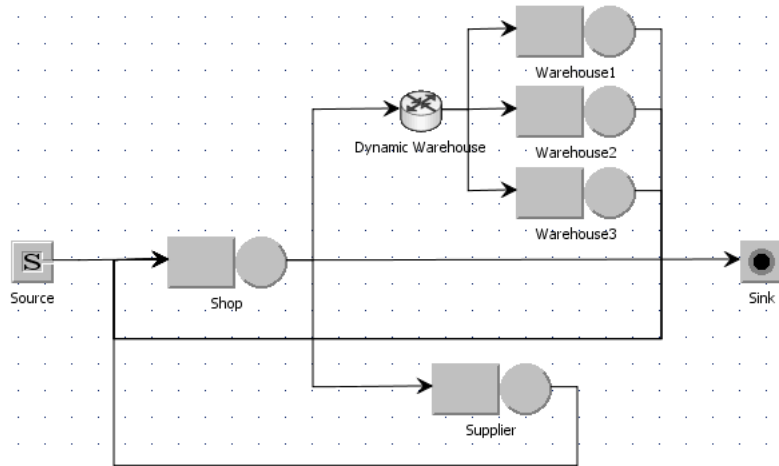 Warehouse1
Dynamic Warehouse
Warehouse2
Warehouse3
S
Source
Shop
Sink
Supplier